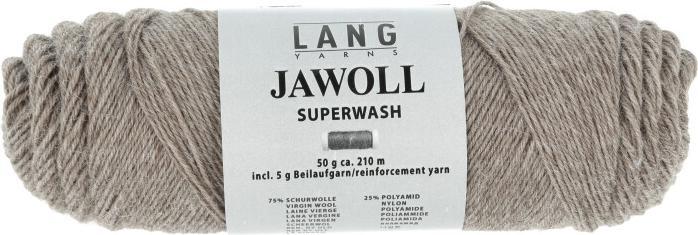 LANG
YARNS
JAWOLL
SUPERWASH
50 g ca. 210 m
incl. 5 g Beilaufgarn/reinforcement yarn
75% SCHURWOLLE
VIRGIN WOOL
LAINE VIERGE
LANA VERGINE
LANA VIRGEN
SCHEERWOL
25% POLYAMID
NYLON
POLYAMIDE
POLIAMMIDE
POLIAMIDA